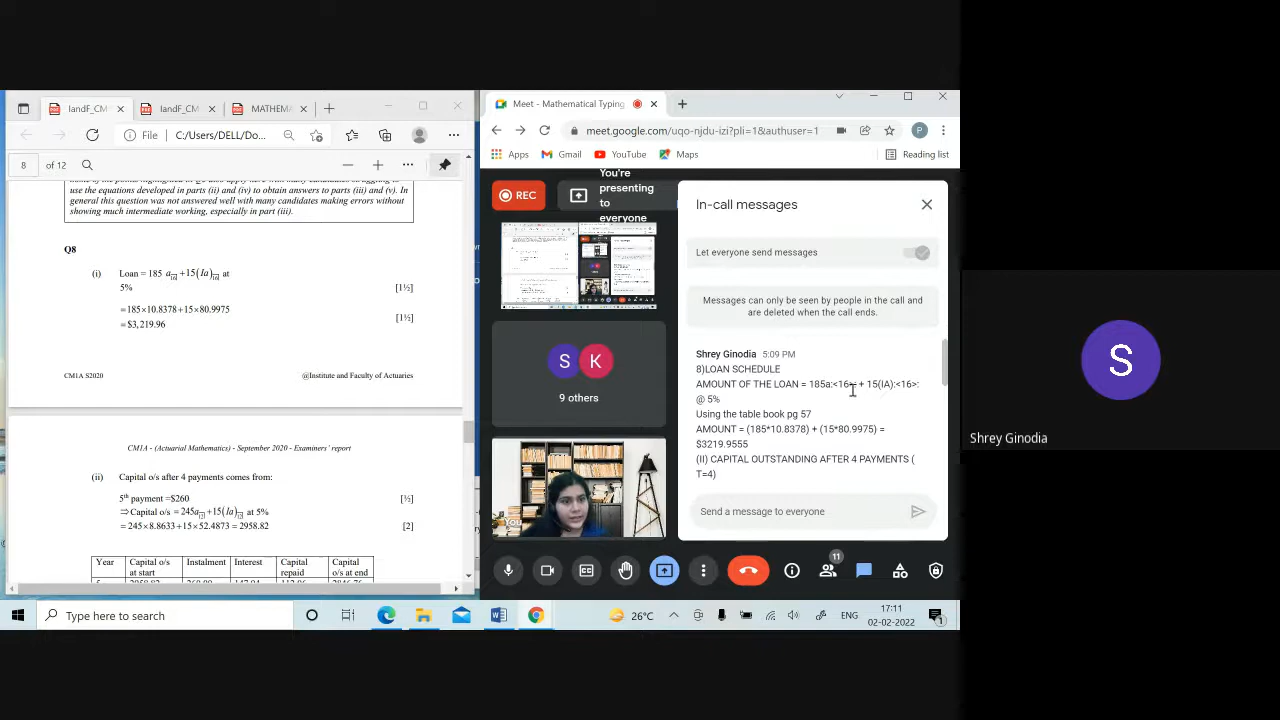 IandF_CM
IandF_CM
MATHEMA
Meet - Mathematical Typing
File
C:/Users/DELL/Do...
meet.google.com/uqo-njdu-izi?pli=1&authuser=1
P
Apps
Gmail
YouTube
Maps
Reading list
8 of 12
use the equations developed in parts (ii) and (iv) to obtain answers to parts (iii) and (v). In
general this question was not answered well with many candidates making errors without
showing much intermediate working, especially in part (iii).
Q8
(i) Loan = 185 a16 +15(Ia)16 at
5% [1½]
=185×10.8378+15×80.9975
= $3,219.96 [1½]
CM1A S2020 @Institute and Faculty of Actuaries
CM1A - (Actuarial Mathematics) - September 2020 - Examiners' report
(ii) Capital o/s after 4 payments comes from:
5th payment =$260 [½]
⇒ Capital o/s = 245a12 +15(Ia)12 at 5%
= 245×8.8633+15×52.4873 = 2958.82 [2]
Year Capital o/s at start Instalment Interest Capital repaid Capital o/s at end
REC
You're
presenting
to
everyone
S K
9 others
YOU
In-call messages
Let everyone send messages
Messages can only be seen by people in the call and
are deleted when the call ends.
Shrey Ginodia 5:09 PM
8)LOAN SCHEDULE
AMOUNT OF THE LOAN = 185a:<16> + 15(IA):<16>:
@ 5%
Using the table book pg 57
AMOUNT = (185*10.8378) + (15*80.9975) =
$3219.9555
(II) CAPITAL OUTSTANDING AFTER 4 PAYMENTS (
T=4)
Send a message to everyone
11
S
Shrey Ginodia
Type here to search
26°C
ENG
17:11
02-02-2022
1